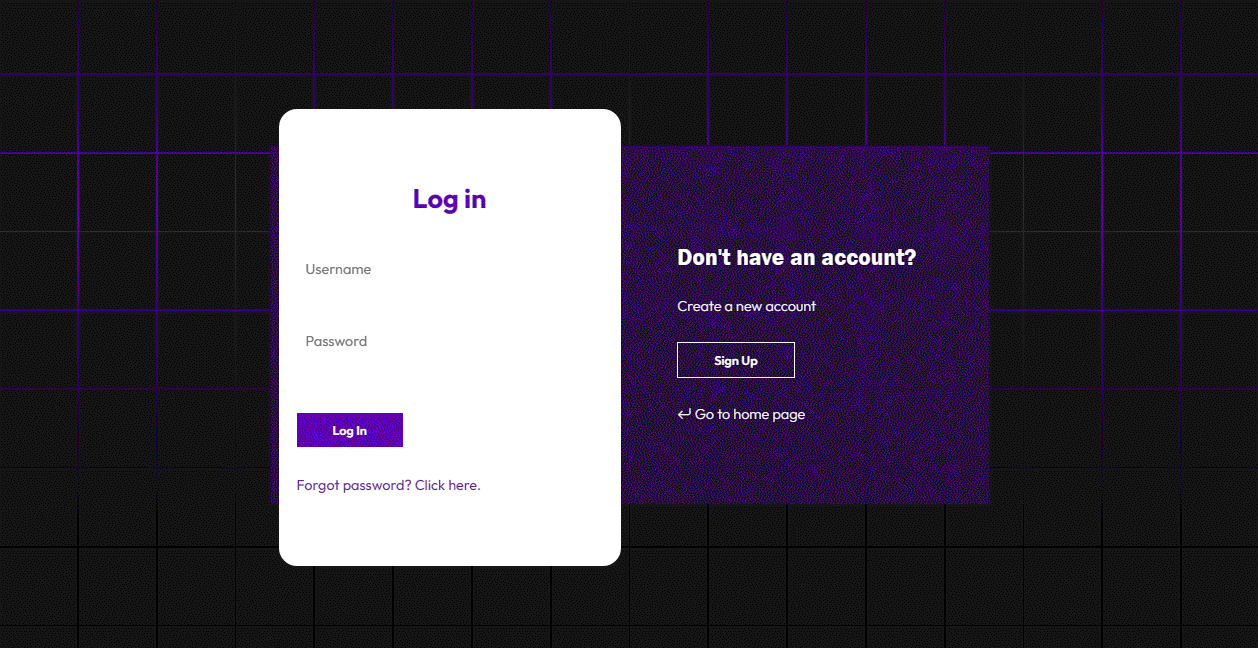 Log in
Username
Password
Log In
Forgot password? Click here.
Don't have an account?
Create a new account
Sign Up
↵ Go to home page